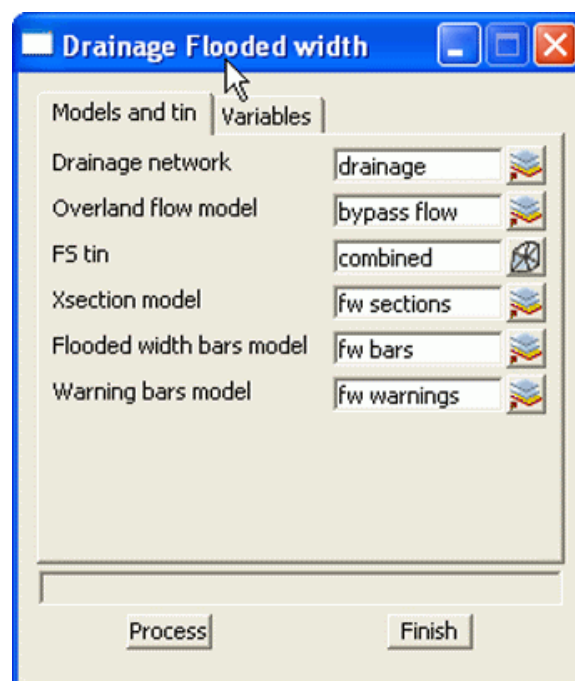 Drainage Flooded width
Models and tin Variables
Drainage network drainage
Overland flow model bypass flow
FS tin combined
Xsection model fw sections
Flooded width bars model fw bars
Warning bars model fw warnings
Process Finish